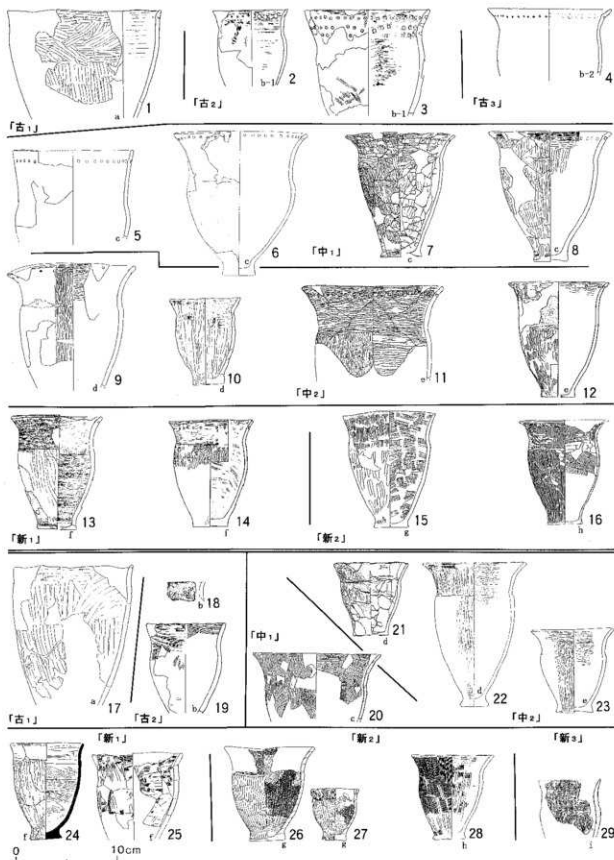 a 1 b-1 2 b-1 3 b-2 4
「古1」 「古2」 「古3」
c 5 c 6 c 7 c 8
「中1」
d 9 d 10 e 11 e 12
「中2」
f 13 f 14 g 15 h 16
「新1」 「新2」
a 17 b 18 b 19 c 20 d 21 d 22 e 23
「中1」
「古1」 「古2」 「中2」
「新1」 「新2」 「新3」
f 24 f 25 g 26 g 27 h 28 i 29
0 10cm